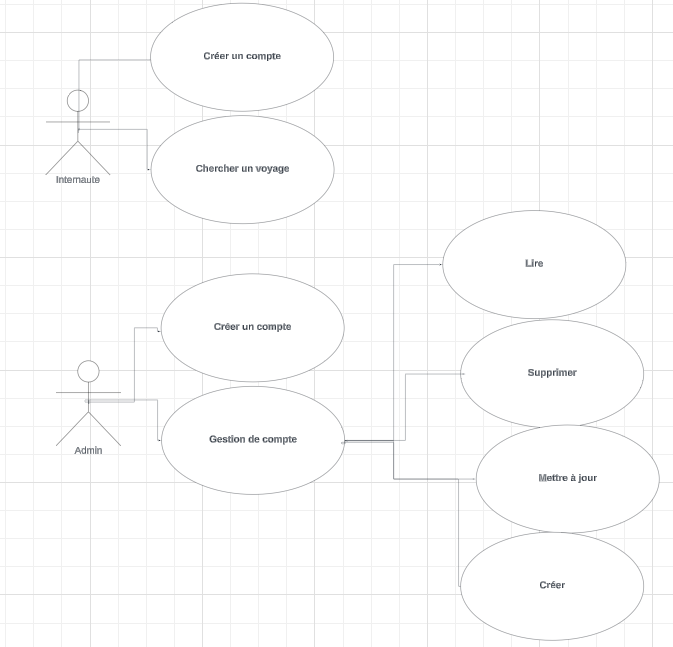 Créer un compte
Chercher un voyage
Internaute
Lire
Créer un compte
Supprimer
Gestion de compte
Admin
Mettre à jour
Créer